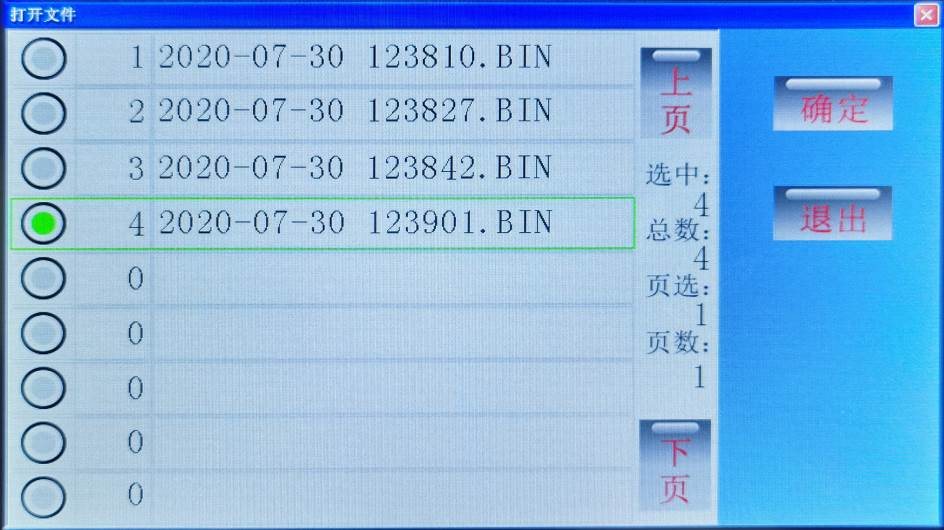 打开文件
1 2020-07-30 123810.BIN
2 2020-07-30 123827.BIN
3 2020-07-30 123842.BIN
4 2020-07-30 123901.BIN
0
0
0
0
0
上
页
选中:
4
总数:
4
页选:
1
页数:
1
下
页
确定
退出